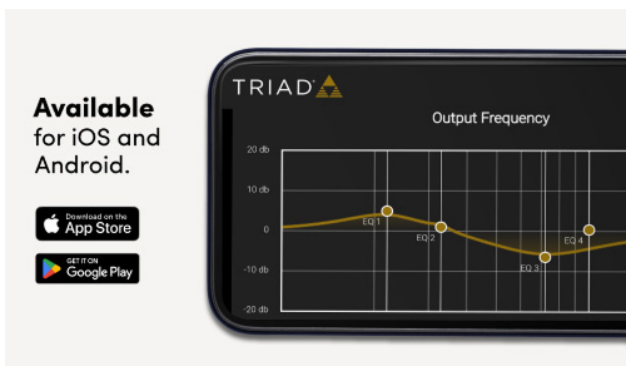 Available
for iOS and
Android.
Download on the
App Store
GET IT ON
Google Play
TRIAD
Output Frequency
20 db
10 db
0
-10 db
-20 db
EQ 1
EQ 2
EQ 3
EQ 4